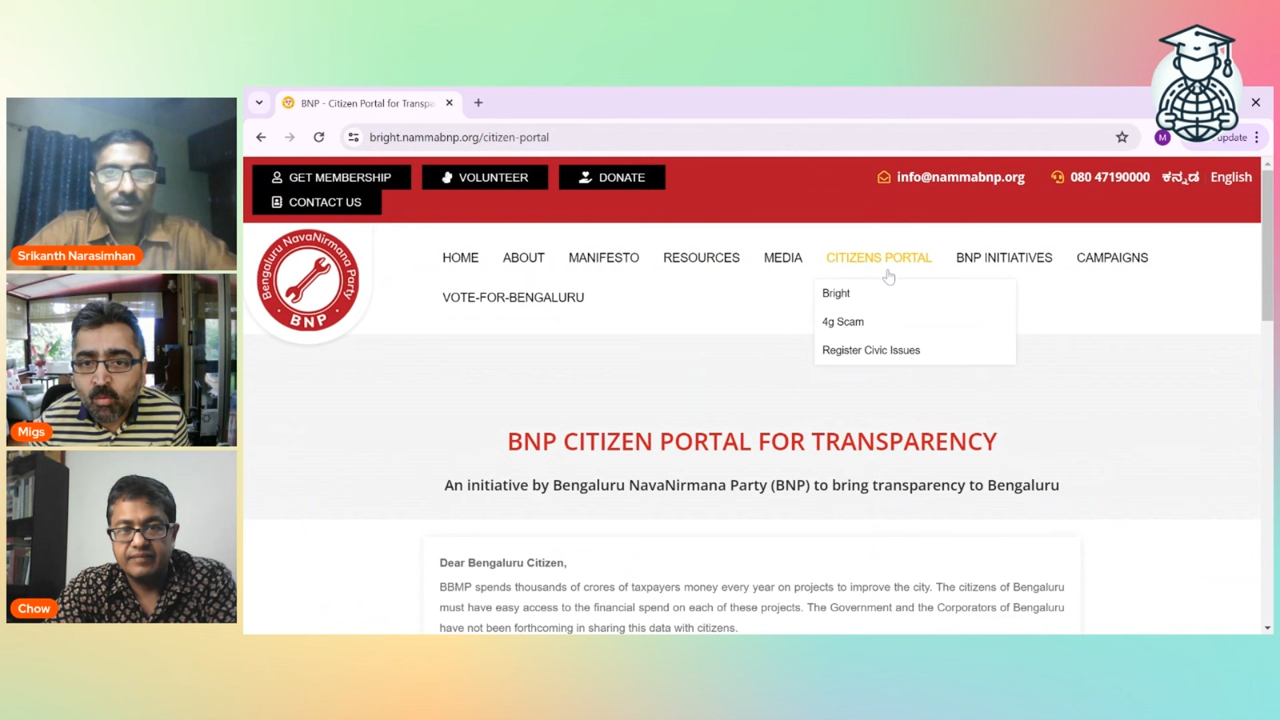 BNP - Citizen Portal for Transpa
bright.nammabnp.org/citizen-portal
M
update
GET MEMBERSHIP
VOLUNTEER
DONATE
CONTACT US
info@nammabnp.org
080 47190000
ಕನ್ನಡ
English
Bengaluru NavaNirmana Party
BNP
HOME
ABOUT
MANIFESTO
RESOURCES
MEDIA
CITIZENS PORTAL
BNP INITIATIVES
CAMPAIGNS
VOTE-FOR-BENGALURU
Bright
4g Scam
Register Civic Issues
BNP CITIZEN PORTAL FOR TRANSPARENCY
An initiative by Bengaluru NavaNirmana Party (BNP) to bring transparency to Bengaluru
Dear Bengaluru Citizen,
BBMP spends thousands of crores of taxpayers money every year on projects to improve the city. The citizens of Bengaluru
must have easy access to the financial spend on each of these projects. The Government and the Corporators of Bengaluru
have not been forthcoming in sharing this data with citizens.
Srikanth Narasimhan
Migs
Chow